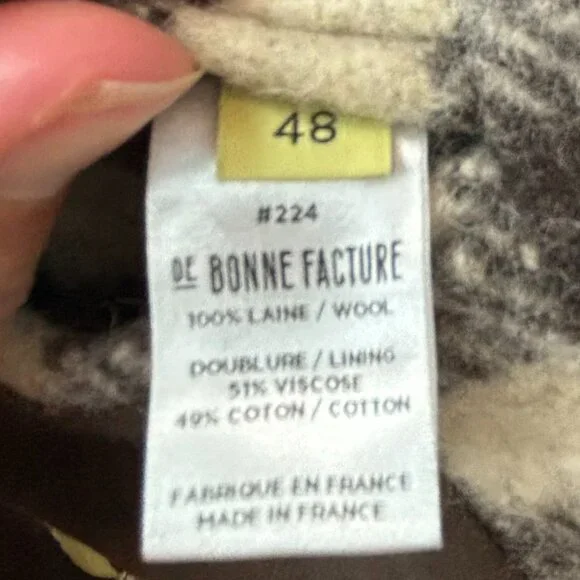 48
#224
DE BONNE FACTURE
100% LAINE / WOOL
DOUBLURE / LINING
51% VISCOSE
49% COTON / COTTON
FABRIQUE EN FRANCE
MADE IN FRANCE